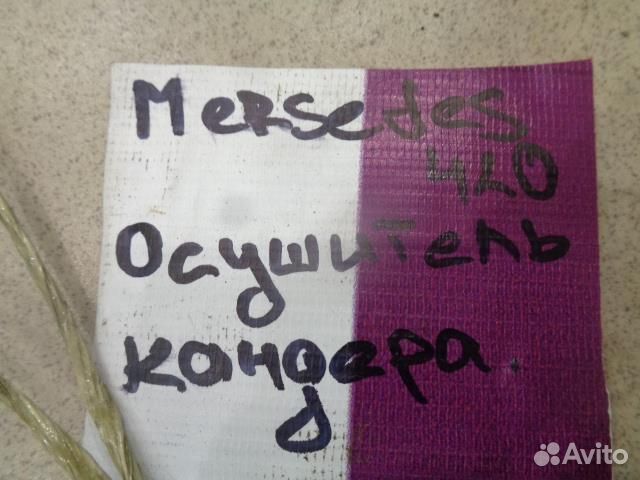 Mersedes
420
Осушитель
кондера.
Avito